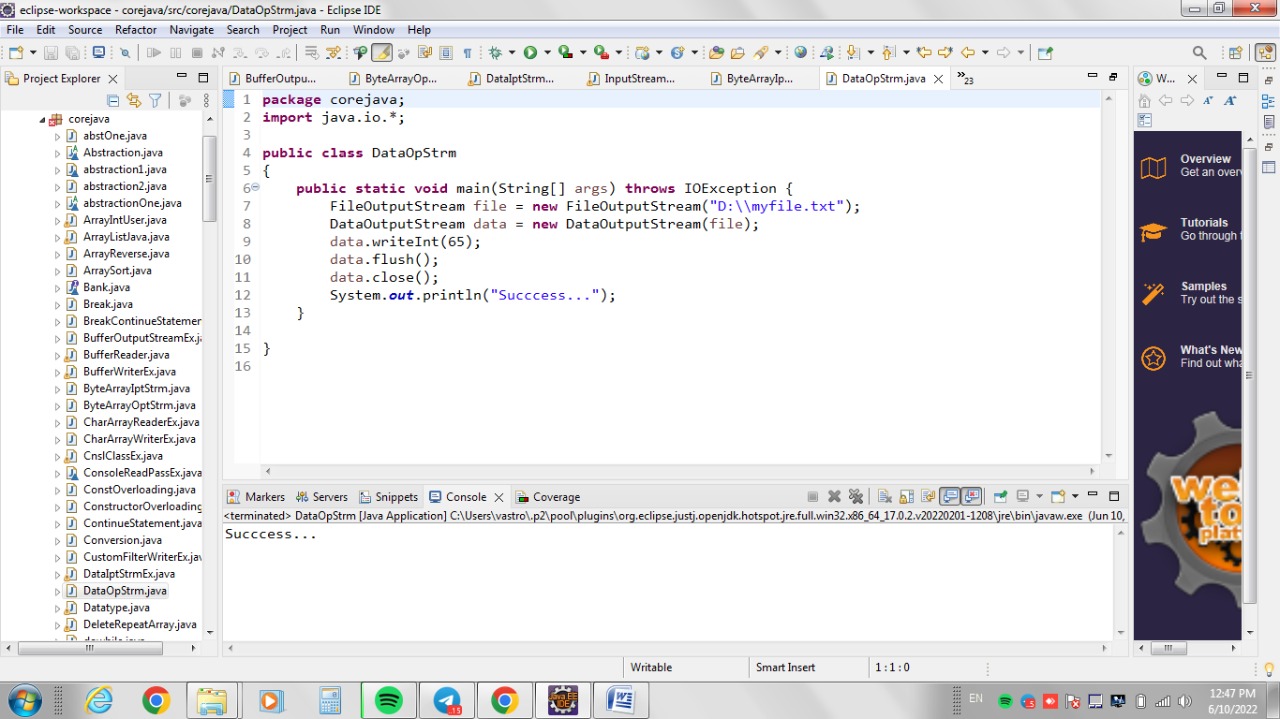 eclipse-workspace - corejava/src/corejava/DataOpStrm.java - Eclipse IDE
File Edit Source Refactor Navigate Search Project Run Window Help
Project Explorer
BufferOutpu... ByteArrayOp... DataIptStrm... InputStream... ByteArrayIp... DataOpStrm.java »23
W...
corejava
abstOne.java
Abstraction.java
abstraction1.java
abstraction2.java
abstractionOne.java
ArrayIntUser.java
ArrayListJava.java
ArrayReverse.java
ArraySort.java
Bank.java
Break.java
BreakContinueStatemen
BufferOutputStreamEx.j
BufferReader.java
BufferWriterEx.java
ByteArrayIptStrm.java
ByteArrayOptStrm.java
CharArrayReaderEx.java
CharArrayWriterEx.java
CnslClassEx.java
ConsoleReadPassEx.java
ConstOverloading.java
ConstructorOverloading
ContinueStatement.java
Conversion.java
CustomFilterWriterEx.jav
DataIptStrmEx.java
DataOpStrm.java
Datatype.java
DeleteRepeatArray.java
1 package corejava;
2 import java.io.*;
3
4 public class DataOpStrm
5 {
6 public static void main(String[] args) throws IOException {
7 FileOutputStream file = new FileOutputStream("D:\\myfile.txt");
8 DataOutputStream data = new DataOutputStream(file);
9 data.writeInt(65);
10 data.flush();
11 data.close();
12 System.out.println("Succcess...");
13 }
14
15 }
16
Overview
Get an overv
Tutorials
Go through t
Samples
Try out the s
What's New
Find out wha
Markers Servers Snippets Console Coverage
<terminated> DataOpStrm [Java Application] C:\Users\vastro\.p2\pool\plugins\org.eclipse.justj.openjdk.hotspot.jre.full.win32.x86_64_17.0.2.v20220201-1208\jre\bin\javaw.exe (Jun 10,
Succcess...
Writable Smart Insert 1 : 1 : 0
15
Java EE
IDE
EN
12:47 PM
6/10/2022